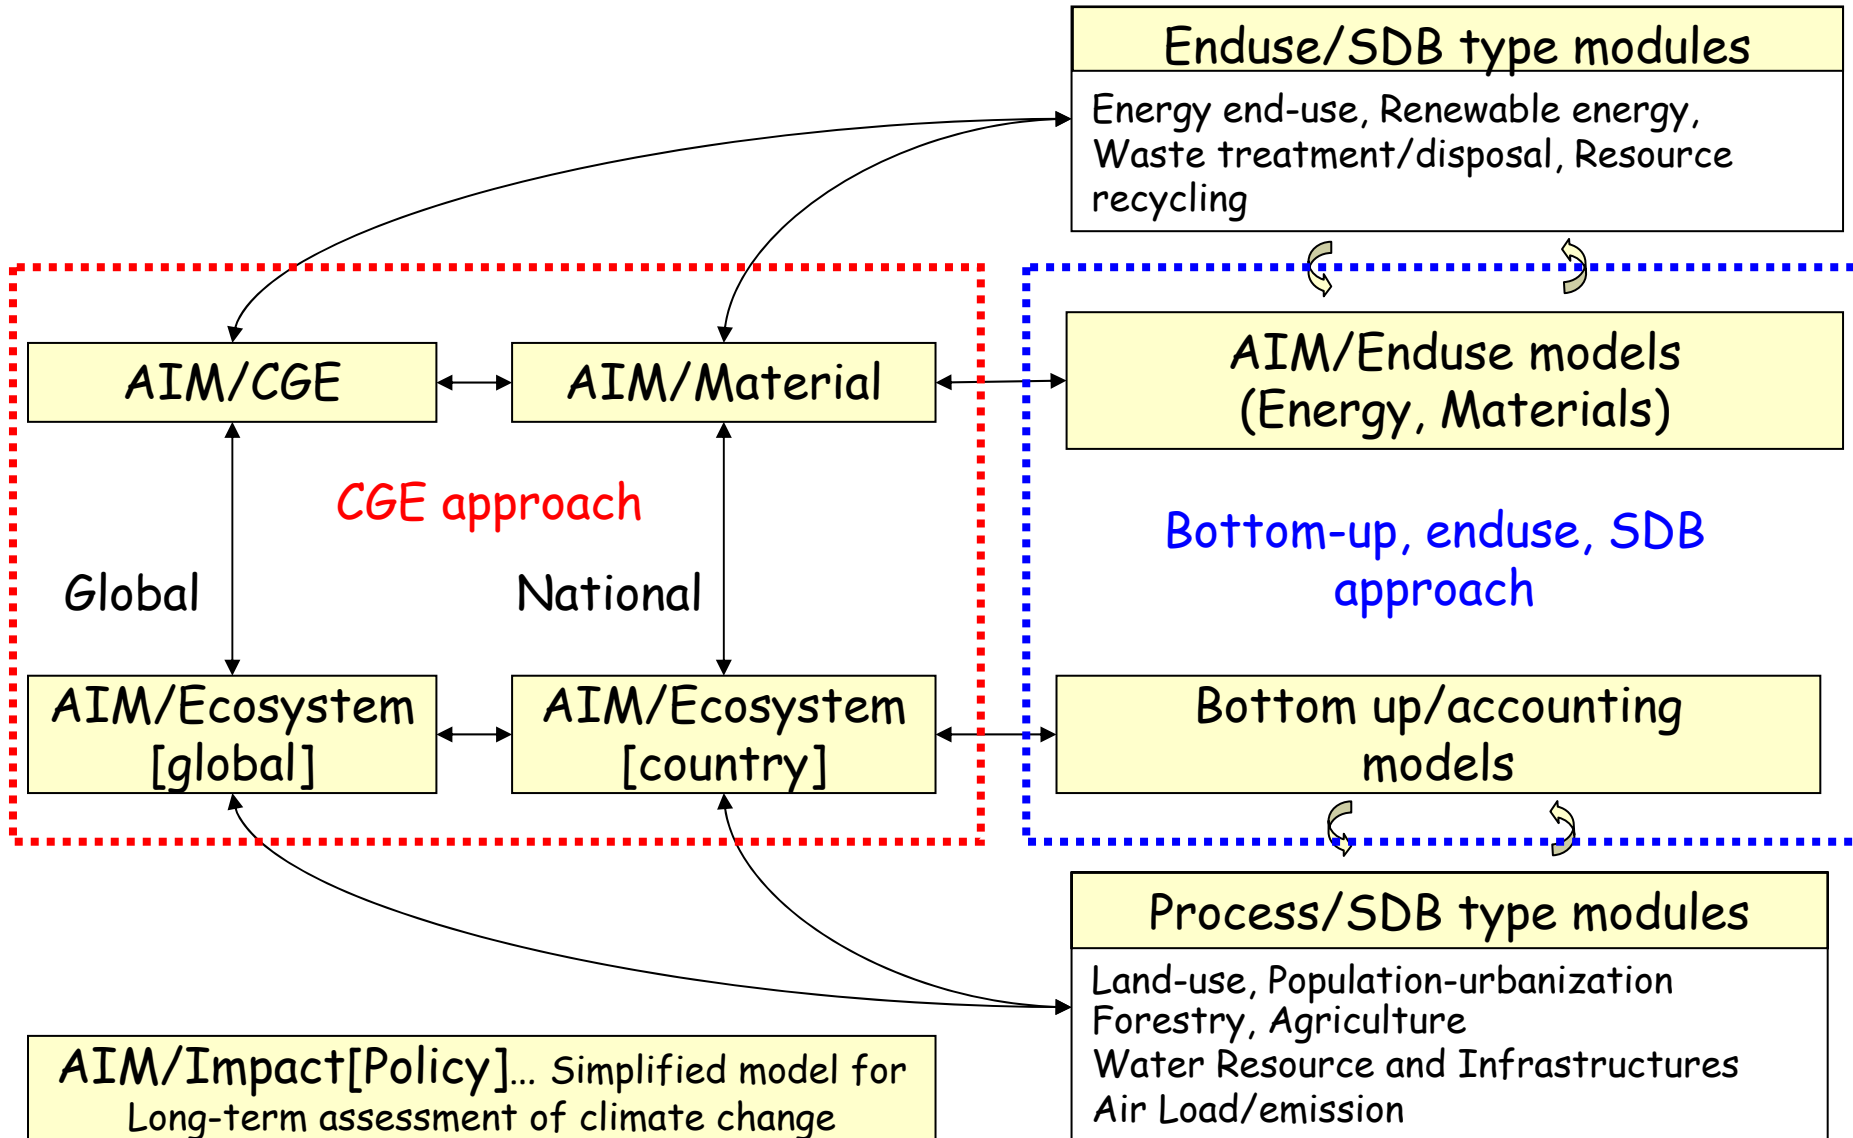 Enduse/SDB type modules
Energy end-use, Renewable energy,
Waste treatment/disposal, Resource
recycling
AIM/CGE
AIM/Material
AIM/Enduse models
(Energy, Materials)
CGE approach
Bottom-up, enduse, SDB
approach
Global
National
AIM/Ecosystem
[global]
AIM/Ecosystem
[country]
Bottom up/accounting
models
Process/SDB type modules
Land-use, Population-urbanization
Forestry, Agriculture
Water Resource and Infrastructures
Air Load/emission
AIM/Impact[Policy]... Simplified model for
Long-term assessment of climate change